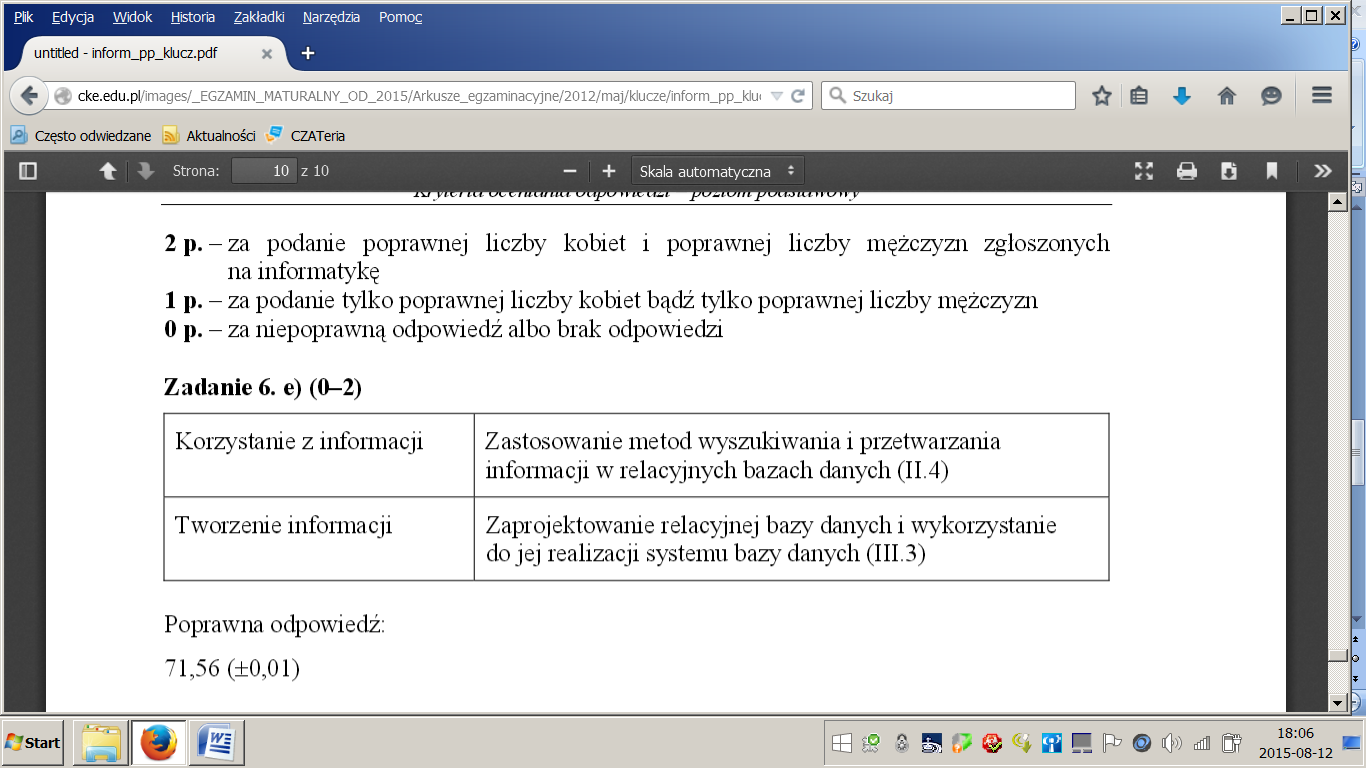 Plik Edycja Widok Historia Zakładki Narzędzia Pomoc
untitled - inform_pp_klucz.pdf
cke.edu.pl/images/_EGZAMIN_MATURALNY_OD_2015/Arkusze_egzaminacyjne/2012/maj/klucze/inform_pp_klu
Szukaj
Często odwiedzane Aktualności CZATeria
Strona: 10 z 10 Skala automatyczna
Kryteria oceniania odpowiedzi – poziom podstawowy
2 p. – za podanie poprawnej liczby kobiet i poprawnej liczby mężczyzn zgłoszonych
na informatykę
1 p. – za podanie tylko poprawnej liczby kobiet bądź tylko poprawnej liczby mężczyzn
0 p. – za niepoprawną odpowiedź albo brak odpowiedzi
Zadanie 6. e) (0–2)
Korzystanie z informacji
Zastosowanie metod wyszukiwania i przetwarzania
informacji w relacyjnych bazach danych (II.4)
Tworzenie informacji
Zaprojektowanie relacyjnej bazy danych i wykorzystanie
do jej realizacji systemu bazy danych (III.3)
Poprawna odpowiedź:
71,56 (±0,01)
Start
18:06
2015-08-12